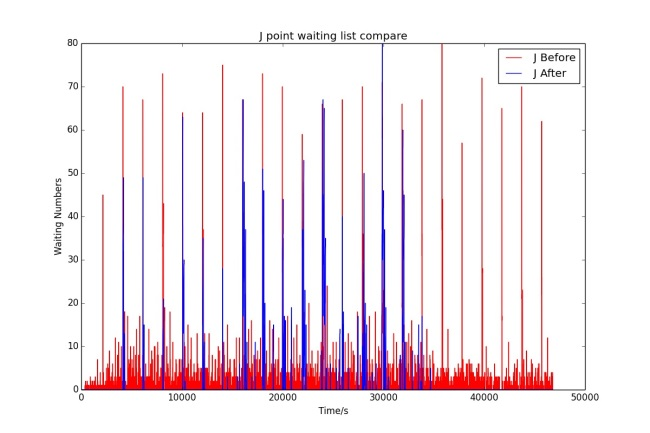 J point waiting list compare
80
70
60
50
40
30
20
10
0
Waiting Numbers
J Before
J After
0 10000 20000 30000 40000 50000
Time/s